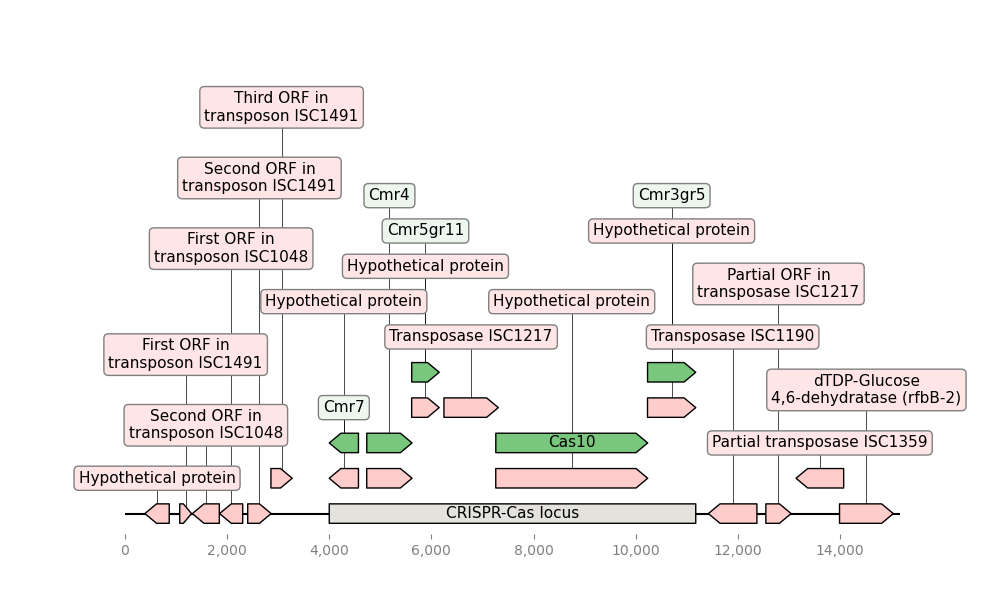 Third ORF in
transposon ISC1491
Second ORF in
transposon ISC1491
Cmr4
Cmr3gr5
Cmr5gr11
Hypothetical protein
First ORF in
transposon ISC1048
Hypothetical protein
Partial ORF in
transposase ISC1217
Hypothetical protein
Hypothetical protein
First ORF in
transposon ISC1491
Transposase ISC1217
Transposase ISC1190
dTDP-Glucose
4,6-dehydratase (rfbB-2)
Second ORF in
transposon ISC1048
Cmr7
Cas10
Partial transposase ISC1359
Hypothetical protein
CRISPR-Cas locus
0
2,000
4,000
6,000
8,000
10,000
12,000
14,000